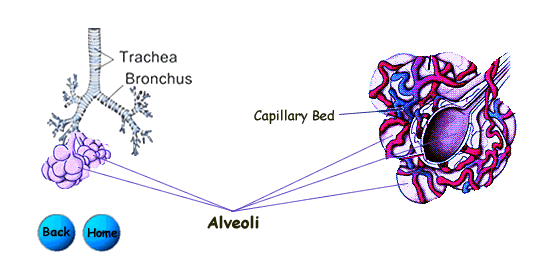 Trachea
Bronchus
Capillary Bed
Alveoli
Back
Home